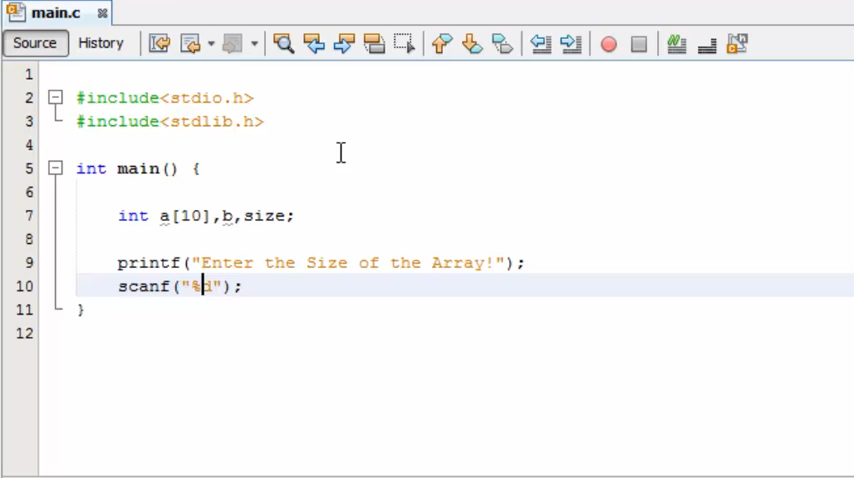 main.c
Source History
1
2 #include<stdio.h>
3 #include<stdlib.h>
4
5 int main() {
6
7 int a[10],b,size;
8
9 printf("Enter the Size of the Array!");
10 scanf("%d");
11 }
12